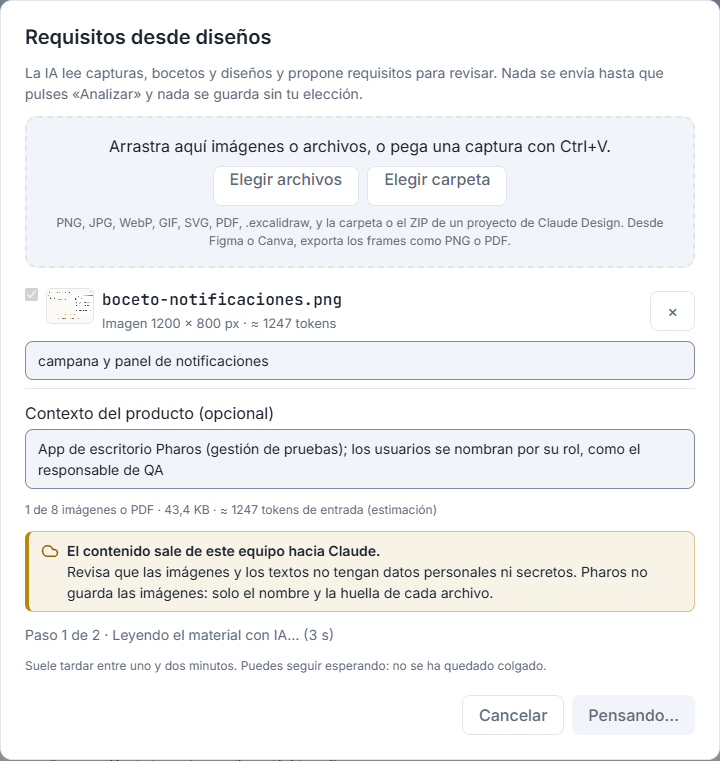 Requisitos desde diseños
La IA lee capturas, bocetos y diseños y propone requisitos para revisar. Nada se envía hasta que
pulses «Analizar» y nada se guarda sin tu elección.
Arrastra aquí imágenes o archivos, o pega una captura con Ctrl+V.
Elegir archivos
Elegir carpeta
PNG, JPG, WebP, GIF, SVG, PDF, .excalidraw, y la carpeta o el ZIP de un proyecto de Claude Design. Desde
Figma o Canva, exporta los frames como PNG o PDF.
boceto-notificaciones.png
Imagen 1200 × 800 px · ≈ 1247 tokens
×
campana y panel de notificaciones
Contexto del producto (opcional)
App de escritorio Pharos (gestión de pruebas); los usuarios se nombran por su rol, como el
responsable de QA
1 de 8 imágenes o PDF · 43,4 KB · ≈ 1247 tokens de entrada (estimación)
El contenido sale de este equipo hacia Claude.
Revisa que las imágenes y los textos no tengan datos personales ni secretos. Pharos no
guarda las imágenes: solo el nombre y la huella de cada archivo.
Paso 1 de 2 · Leyendo el material con IA... (3 s)
Suele tardar entre uno y dos minutos. Puedes seguir esperando: no se ha quedado colgado.
Cancelar
Pensando...